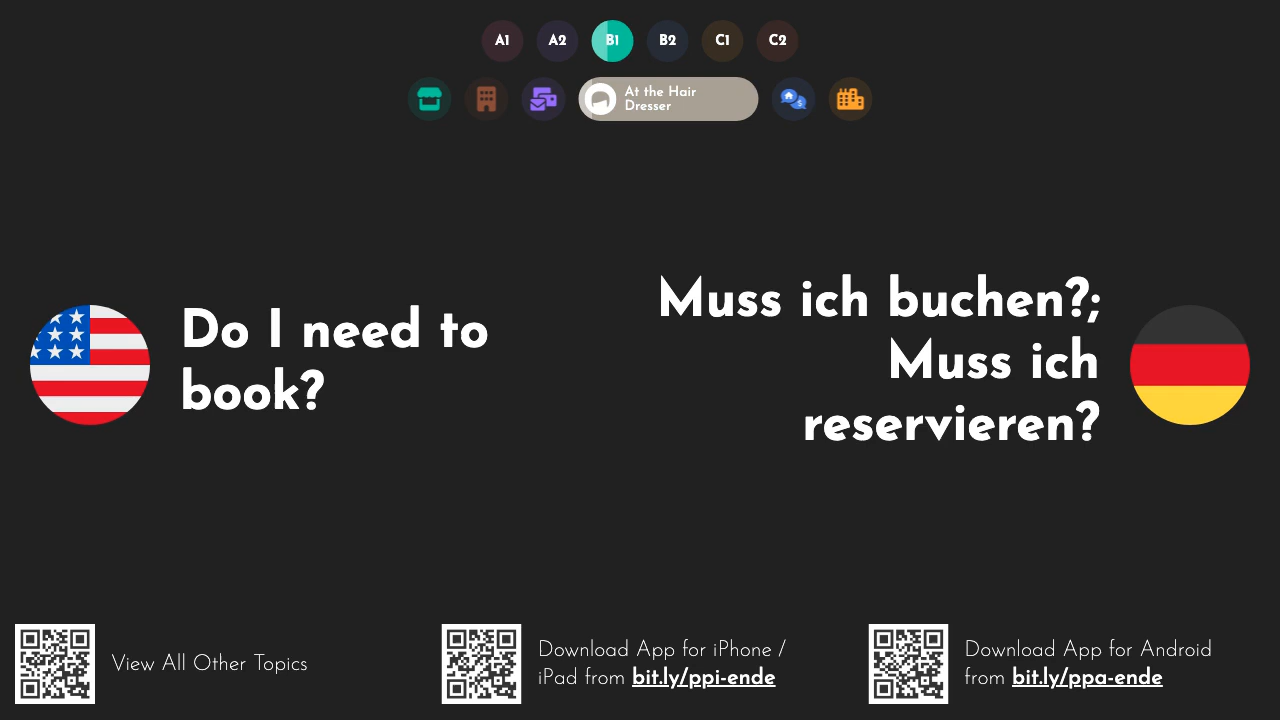 A1 A2 B1 B2 C1 C2
At the Hair
Dresser
Do I need to
book?
Muss ich buchen?;
Muss ich
reservieren?
View All Other Topics
Download App for iPhone /
iPad from bit.ly/ppi-ende
Download App for Android
from bit.ly/ppa-ende